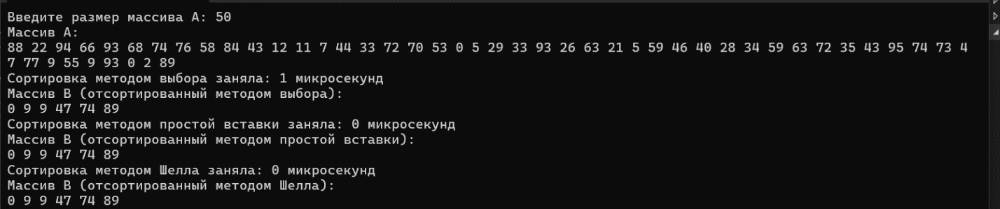 Введите размер массива A: 50
Массив A:
88 22 94 66 93 68 74 76 58 84 43 12 11 7 44 33 72 70 53 0 5 29 33 93 26 63 21 5 59 46 40 28 34 59 63 72 35 43 95 74 73 4
7 77 9 55 9 93 0 2 89
Сортировка методом выбора заняла: 1 микросекунд
Массив B (отсортированный методом выбора):
0 9 9 47 74 89
Сортировка методом простой вставки заняла: 0 микросекунд
Массив B (отсортированный методом простой вставки):
0 9 9 47 74 89
Сортировка методом Шелла заняла: 0 микросекунд
Массив B (отсортированный методом Шелла):
0 9 9 47 74 89